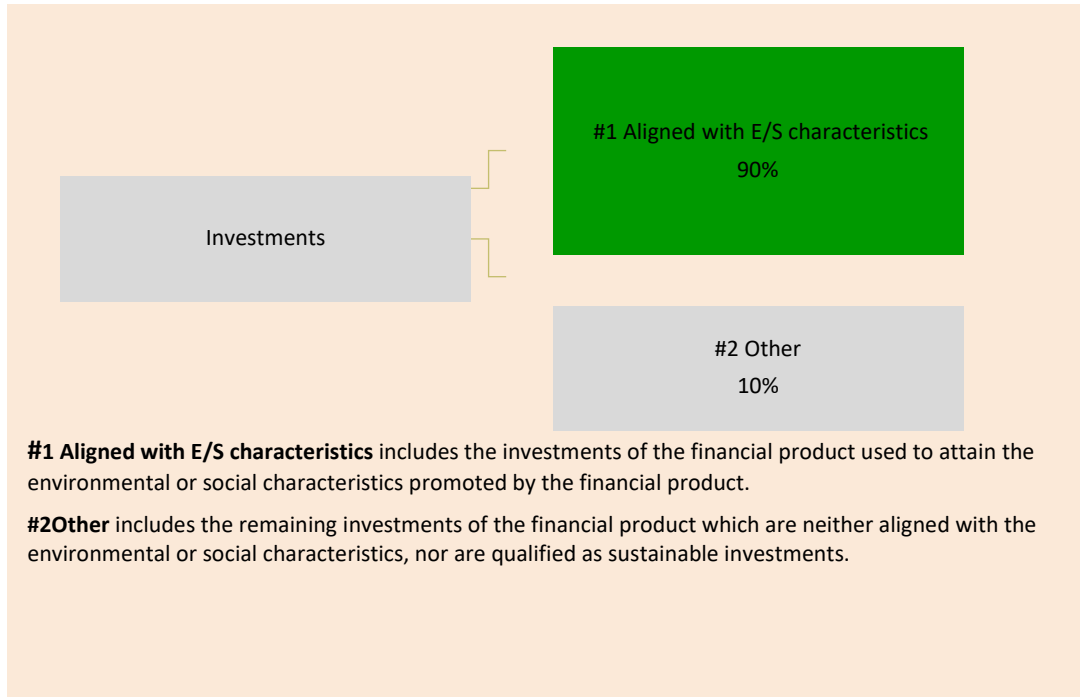 #1 Aligned with E/S characteristics
90%
Investments
#2 Other
10%
#1 Aligned with E/S characteristics includes the investments of the financial product used to attain the
environmental or social characteristics promoted by the financial product.
#2Other includes the remaining investments of the financial product which are neither aligned with the
environmental or social characteristics, nor are qualified as sustainable investments.